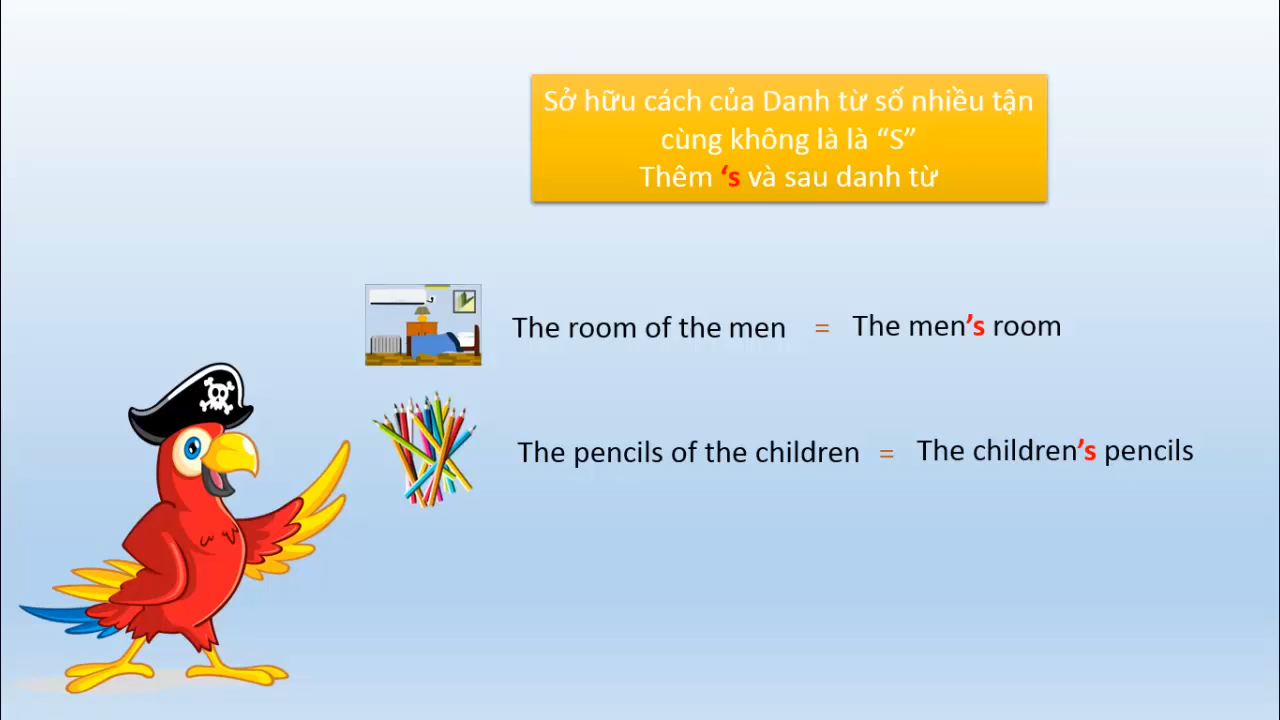 Sở hữu cách của Danh từ số nhiều tận
cùng không là là “S”
Thêm ‘s và sau danh từ
The room of the men = The men’s room
The pencils of the children = The children’s pencils